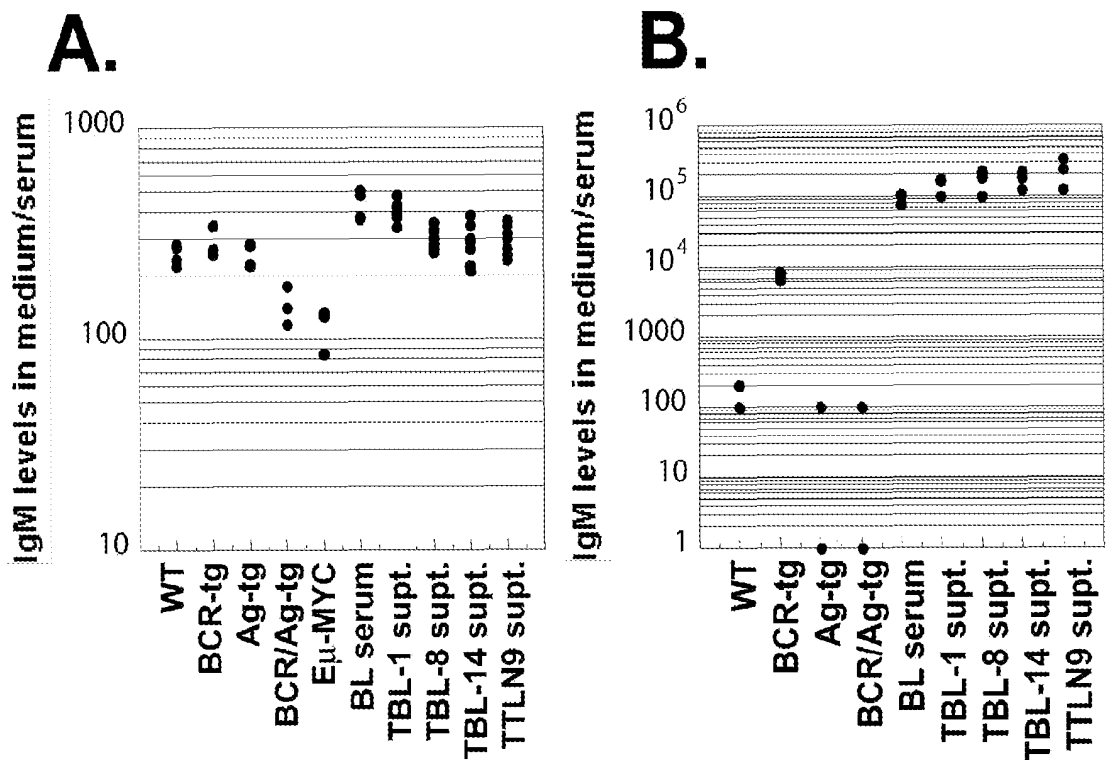 A.
IgM levels in medium/serum
1000
100
10
WT
BCR-tg
Ag-tg
BCR/Ag-tg
Eμ-MYC
BL serum
TBL-1 supt.
TBL-8 supt.
TBL-14 supt.
TTLN9 supt.
B.
IgM levels in medium/serum
10⁶
10⁵
10⁴
1000
100
10
1
WT
BCR-tg
Ag-tg
BCR/Ag-tg
BL serum
TBL-1 supt.
TBL-8 supt.
TBL-14 supt.
TTLN9 supt.